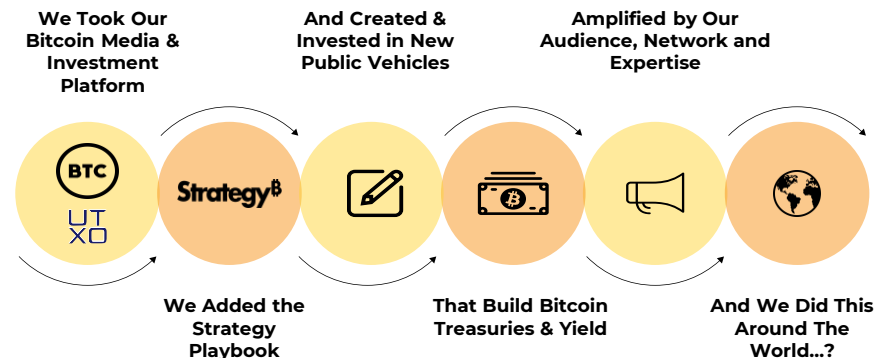 We Took Our
Bitcoin Media &
Investment
Platform
And Created &
Invested in New
Public Vehicles
Amplified by Our
Audience, Network and
Expertise
BTC
UT
XO
Strategy₿
We Added the
Strategy
Playbook
That Build Bitcoin
Treasuries & Yield
And We Did This
Around The
World...?